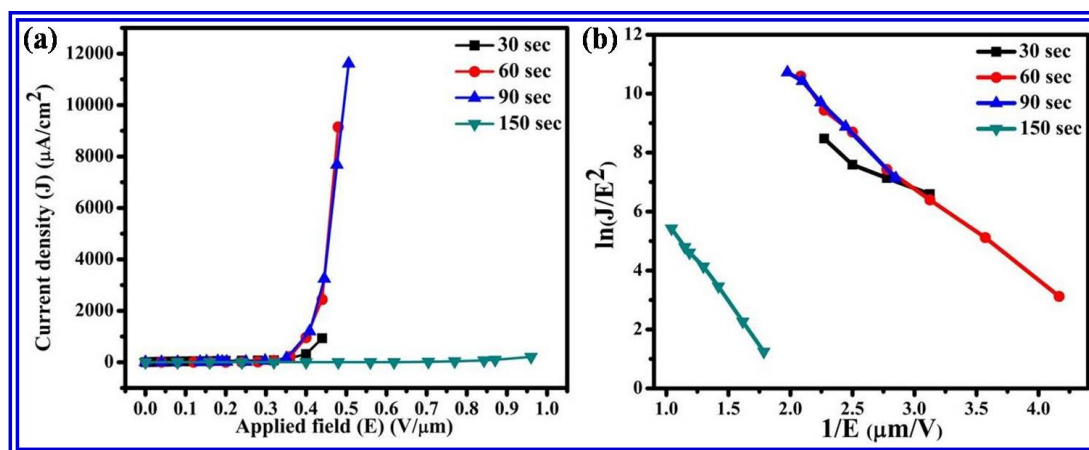 (a)
30 sec
60 sec
90 sec
150 sec
12000
10000
8000
6000
4000
2000
0
Current density (J) (μA/cm²)
0.0 0.1 0.2 0.3 0.4 0.5 0.6 0.7 0.8 0.9 1.0
Applied field (E) (V/μm)
(b)
30 sec
60 sec
90 sec
150 sec
12
10
8
6
4
2
0
ln(J/E²)
1.0 1.5 2.0 2.5 3.0 3.5 4.0
1/E (μm/V)